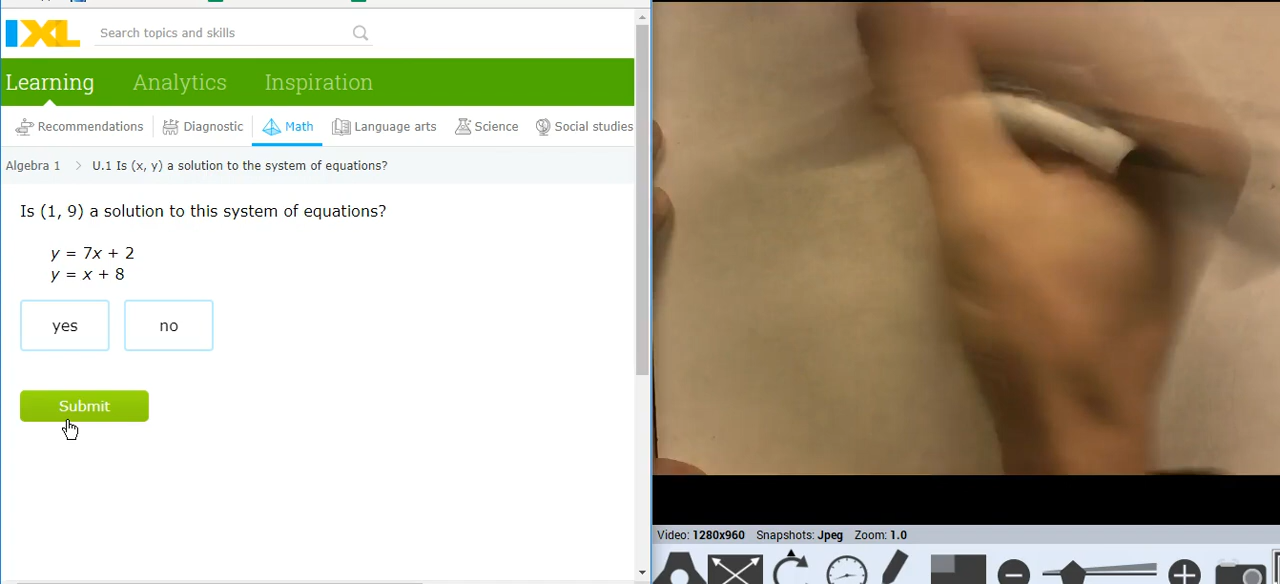 IXL
Search topics and skills
Learning Analytics Inspiration
Recommendations Diagnostic Math Language arts Science Social studies
Algebra 1 > U.1 Is (x, y) a solution to the system of equations?
Is (1, 9) a solution to this system of equations?
y = 7x + 2
y = x + 8
yes no
Submit
Video: 1280x960 Snapshots: Jpeg Zoom: 1.0